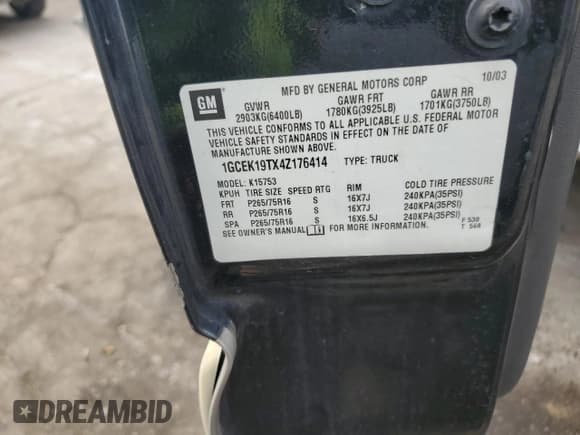 MFD BY GENERAL MOTORS CORP 10/03
GM
GVWR GAWR FRT GAWR RR
2903KG(6400LB) 1780KG(3925LB) 1701KG(3750LB)
THIS VEHICLE CONFORMS TO ALL APPLICABLE U.S. FEDERAL MOTOR
VEHICLE SAFETY STANDARDS IN EFFECT ON THE DATE OF
MANUFACTURE SHOWN ABOVE.
1GCEK19TX4Z176414 TYPE: TRUCK
MODEL: K15753
KPUH TIRE SIZE SPEED RTG RIM COLD TIRE PRESSURE
FRT P265/75R16 S 16X7J 240KPA(35PSI)
RR P265/75R16 S 16X7J 240KPA(35PSI)
SPA P265/75R16 S 16X6.5J 240KPA(35PSI)
SEE OWNER'S MANUAL FOR MORE INFORMATION. F 530
T 568
DREAMBID